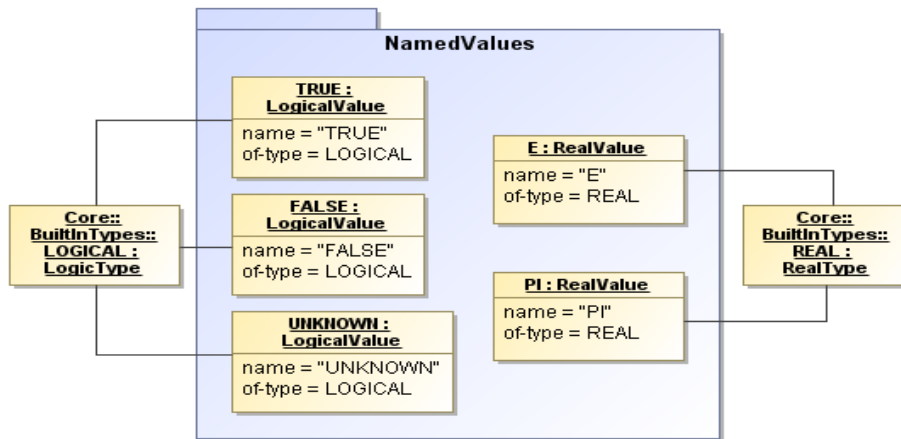 NamedValues
TRUE :
LogicalValue
name = "TRUE"
of-type = LOGICAL
E : RealValue
name = "E"
of-type = REAL
Core::
BuiltInTypes::
LOGICAL :
LogicType
FALSE :
LogicalValue
name = "FALSE"
of-type = LOGICAL
Core::
BuiltInTypes::
REAL :
RealType
PI : RealValue
name = "PI"
of-type = REAL
UNKNOWN :
LogicalValue
name = "UNKNOWN"
of-type = LOGICAL